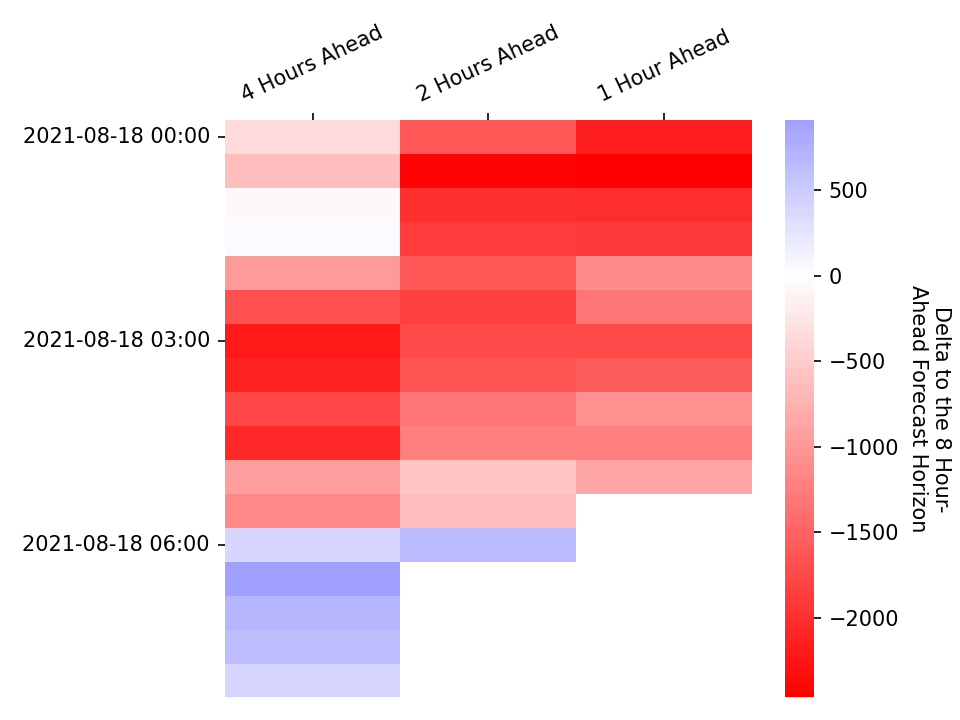 4 Hours Ahead
2 Hours Ahead
1 Hour Ahead
2021-08-18 00:00
2021-08-18 03:00
2021-08-18 06:00
500
0
−500
−1000
−1500
−2000
Delta to the 8 Hour-
Ahead Forecast Horizon